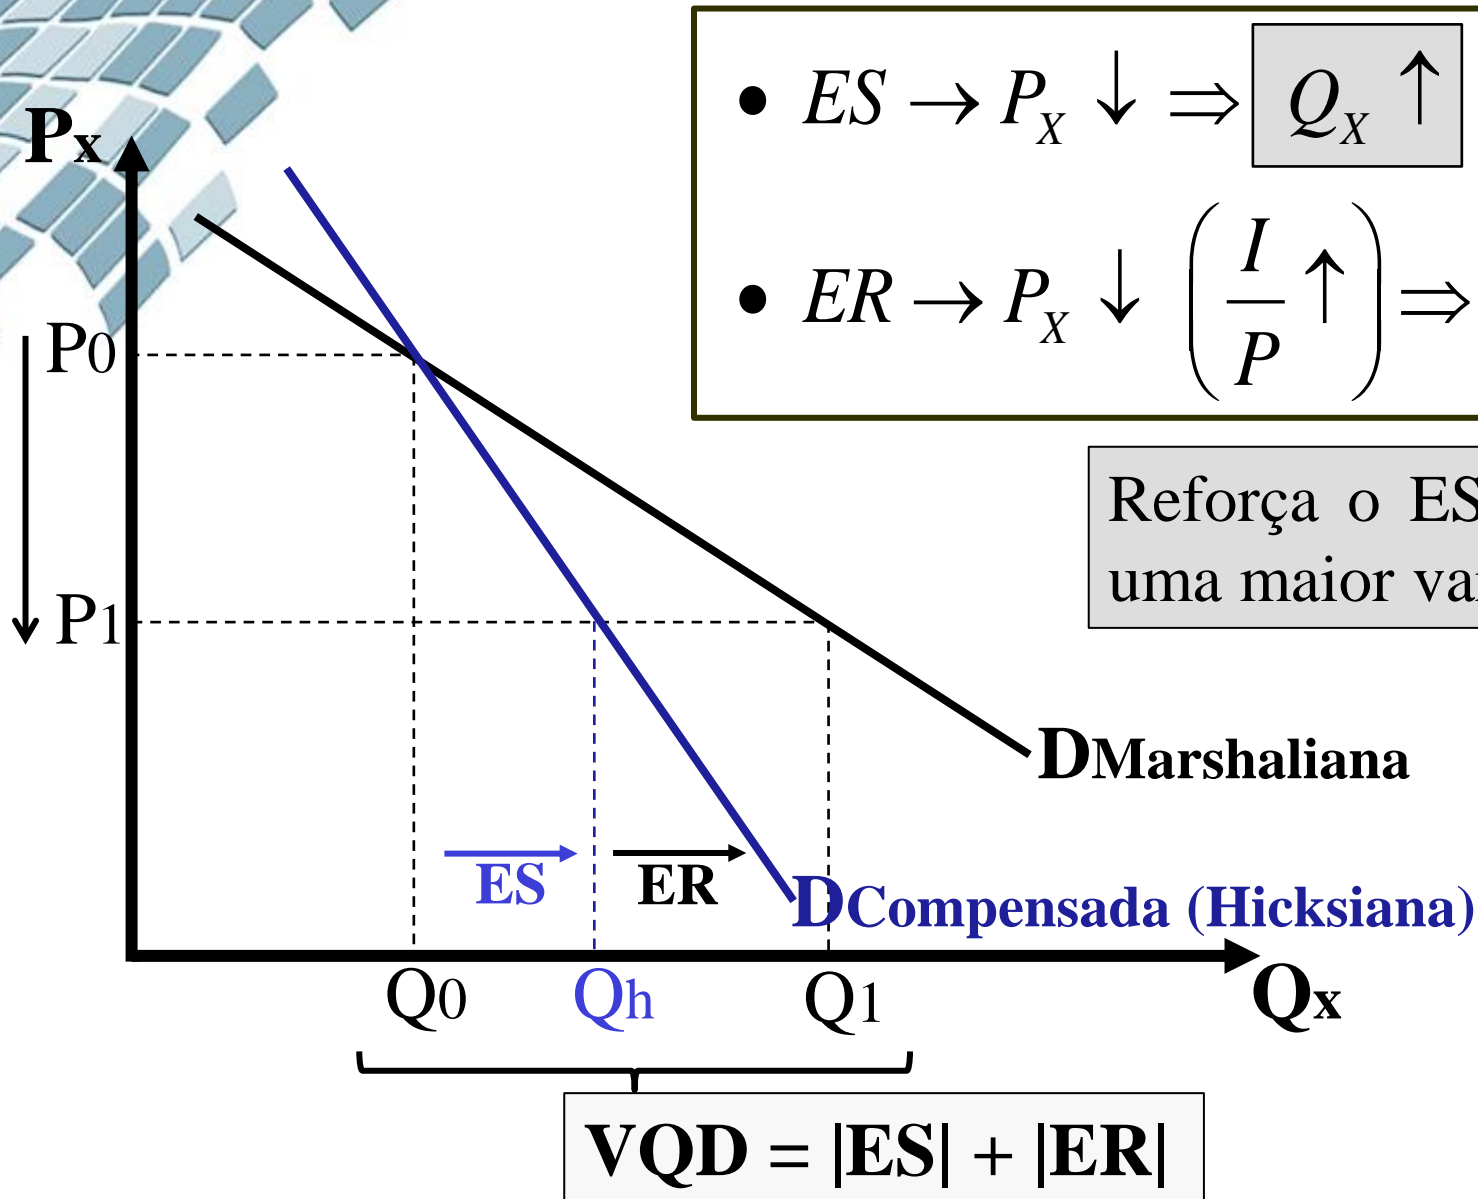 • ES → P_X ↓ ⇒ Q_X ↑
• ER → P_X ↓ (I/P ↑) ⇒
Reforça o ES
uma maior
Px
P0
P1
DMarshaliana
ES
ER
DCompensada (Hicksiana)
Q0
Qh
Q1
Qx
VQD = |ES| + |ER|